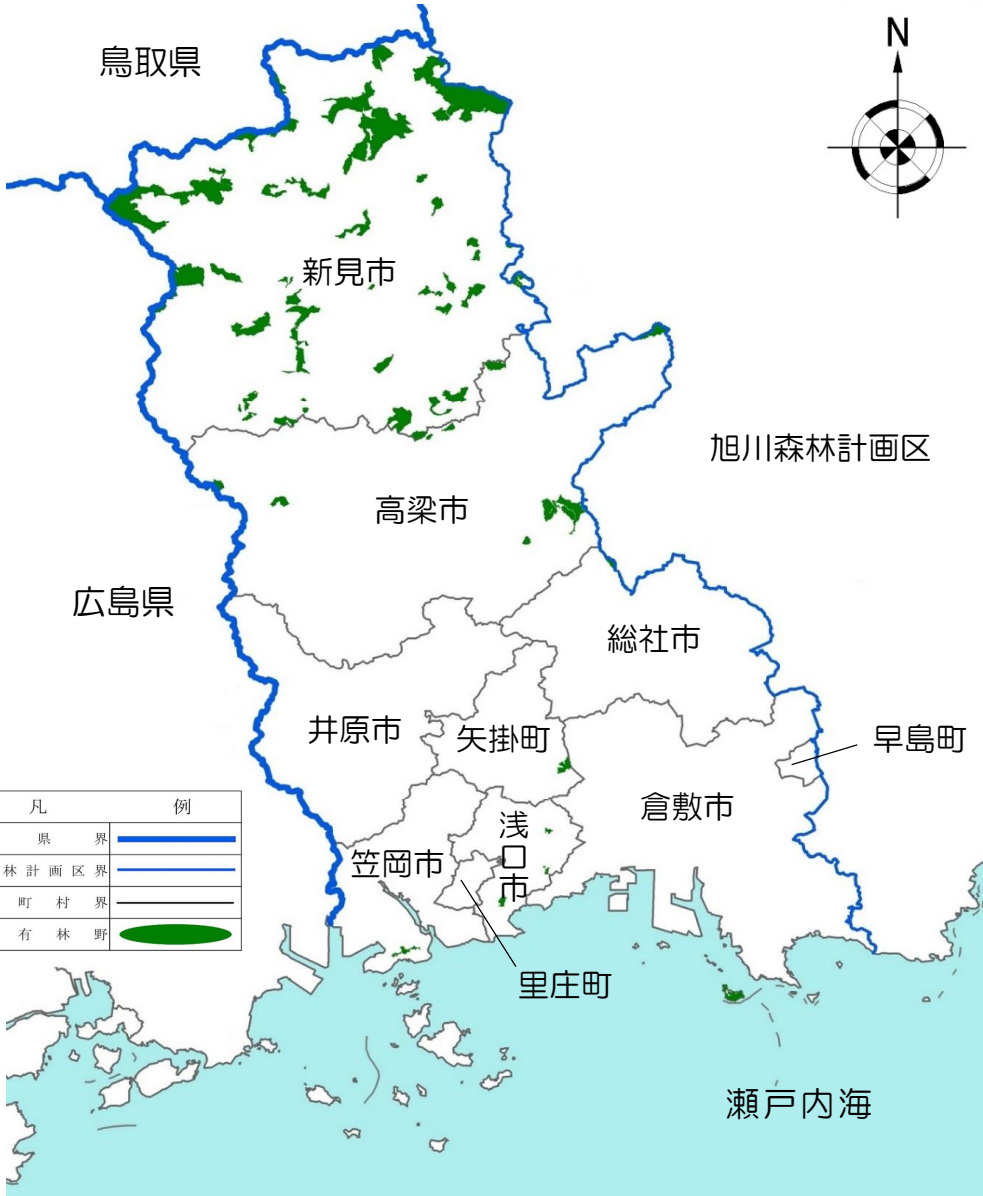 鳥取県
N
新見市
旭川森林計画区
高梁市
広島県
総社市
井原市
矢掛町
早島町
倉敷市
浅口市
笠岡市
里庄町
瀬戸内海
凡 例
県 界
林 計 画 区 界
町 村 界
有 林 野